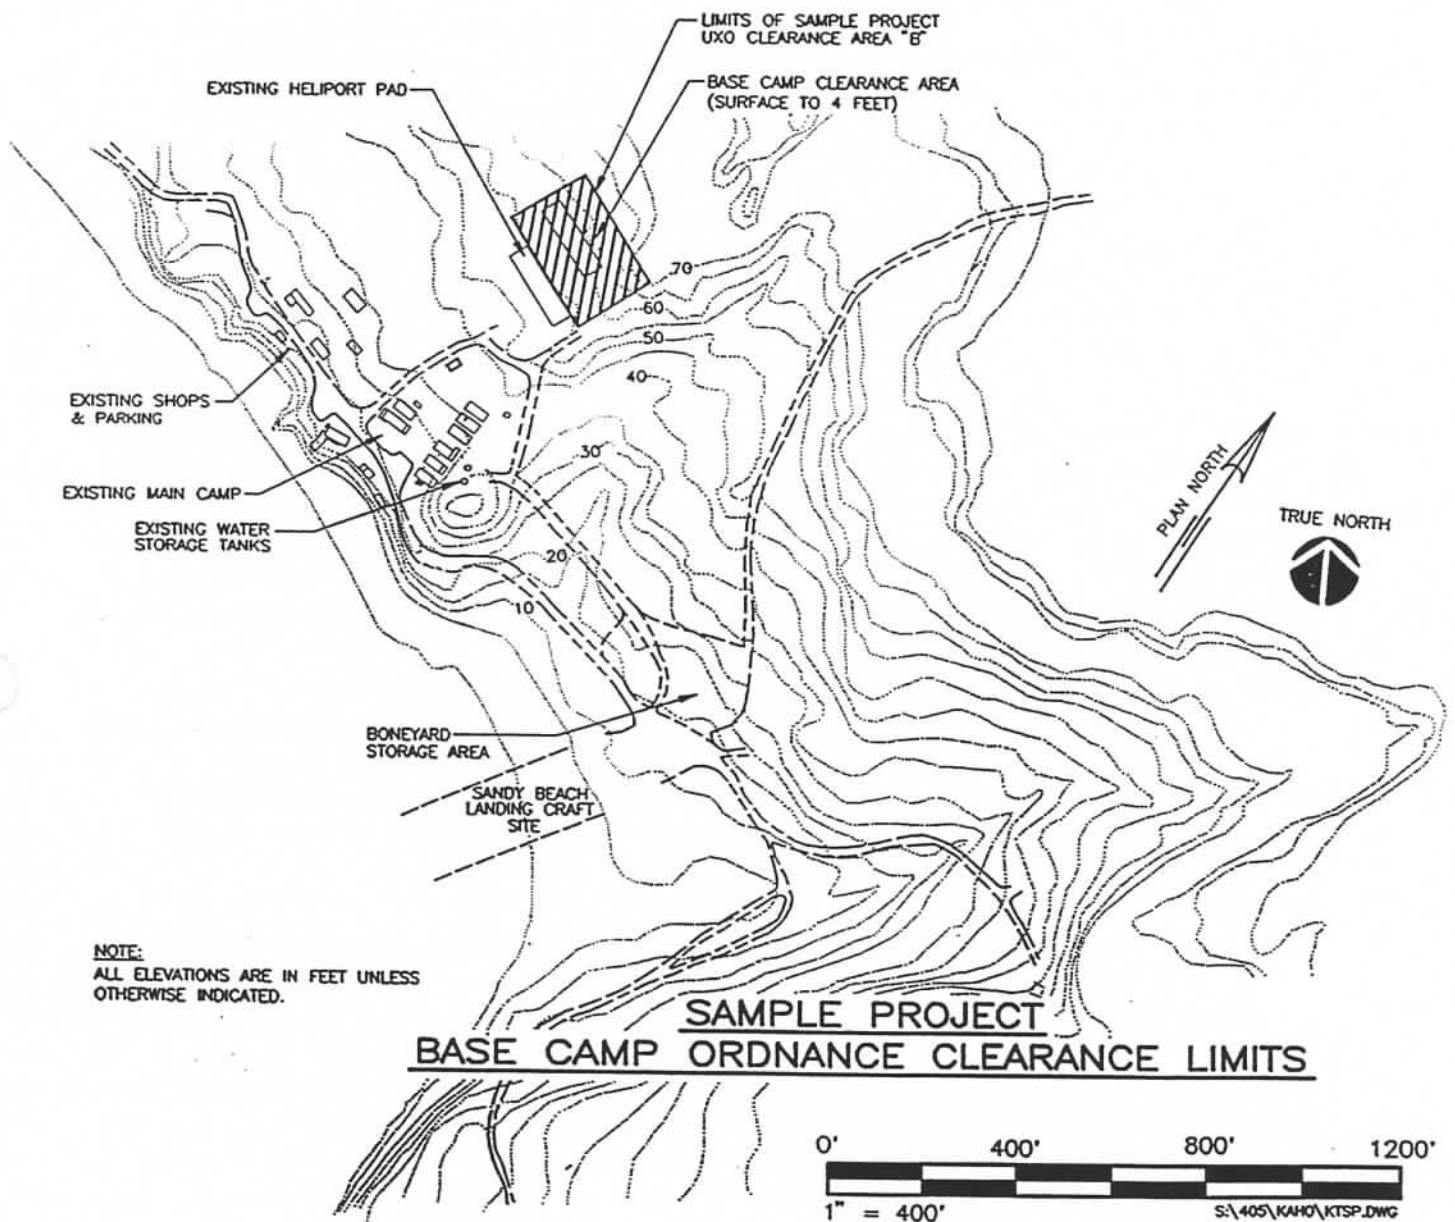 LIMITS OF SAMPLE PROJECT
UXO CLEARANCE AREA "B"
EXISTING HELIPORT PAD
BASE CAMP CLEARANCE AREA
(SURFACE TO 4 FEET)
70
60
50
40
EXISTING SHOPS
& PARKING
30
EXISTING MAIN CAMP
EXISTING WATER
STORAGE TANKS
20
10
PLAN NORTH
TRUE NORTH
BONEYARD
STORAGE AREA
SANDY BEACH
LANDING CRAFT
SITE
NOTE:
ALL ELEVATIONS ARE IN FEET UNLESS
OTHERWISE INDICATED.
SAMPLE PROJECT
BASE CAMP ORDNANCE CLEARANCE LIMITS
0' 400' 800' 1200'
1" = 400'
S:\405\KAHO\KTSP.DWG